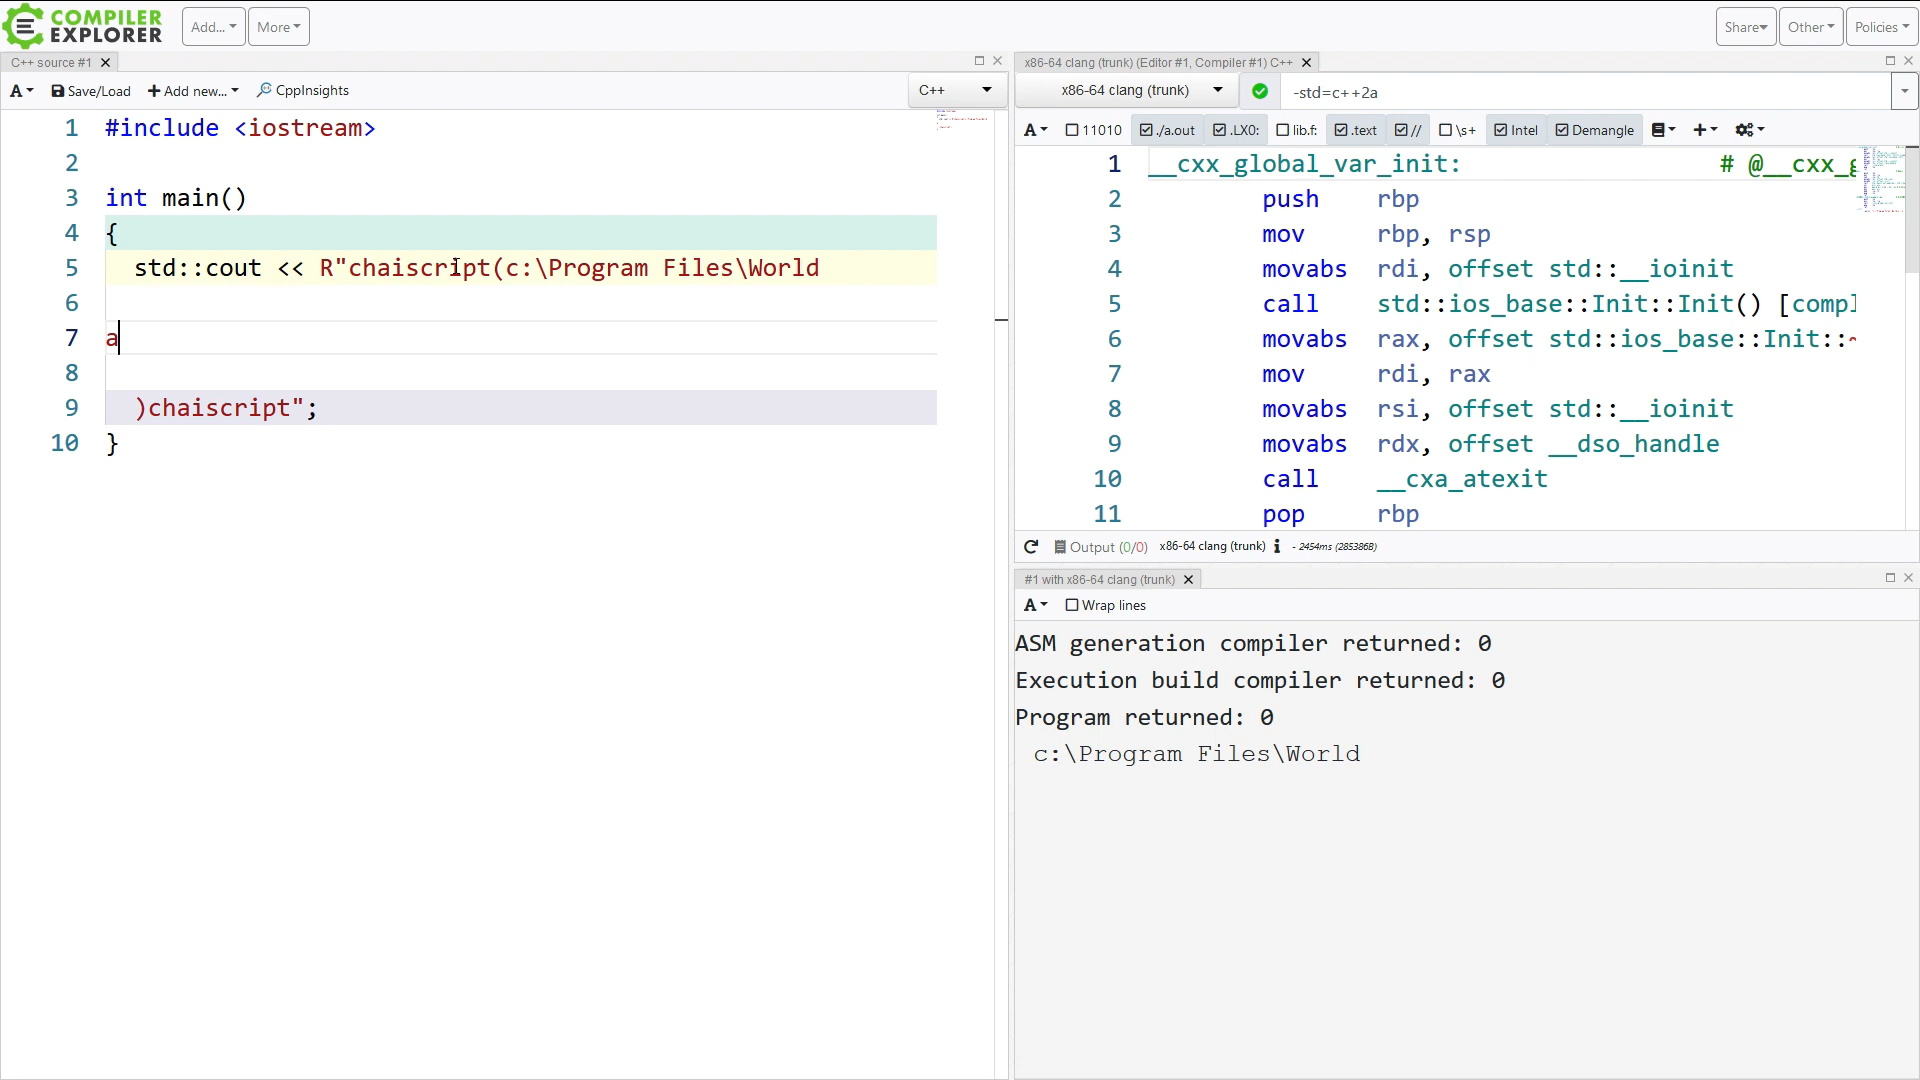 COMPILER
EXPLORER
Add...
More
Share
Other
Policies
C++ source #1
A
Save/Load
Add new...
CppInsights
C++
1 #include <iostream>
2
3 int main()
4 {
5 std::cout << R"chaiscript(c:\Program Files\World
6
7 a
8
9 )chaiscript";
10 }
x86-64 clang (trunk) (Editor #1, Compiler #1) C++
x86-64 clang (trunk)
-std=c++2a
A
11010
./a.out
.LX0:
lib.f:
.text
//
\s+
Intel
Demangle
1 __cxx_global_var_init: # @__cxx_g
2 push rbp
3 mov rbp, rsp
4 movabs rdi, offset std::__ioinit
5 call std::ios_base::Init::Init() [compl
6 movabs rax, offset std::ios_base::Init::~
7 mov rdi, rax
8 movabs rsi, offset std::__ioinit
9 movabs rdx, offset __dso_handle
10 call __cxa_atexit
11 pop rbp
Output (0/0) x86-64 clang (trunk) i - 2454ms (285386B)
#1 with x86-64 clang (trunk)
A
Wrap lines
ASM generation compiler returned: 0
Execution build compiler returned: 0
Program returned: 0
c:\Program Files\World